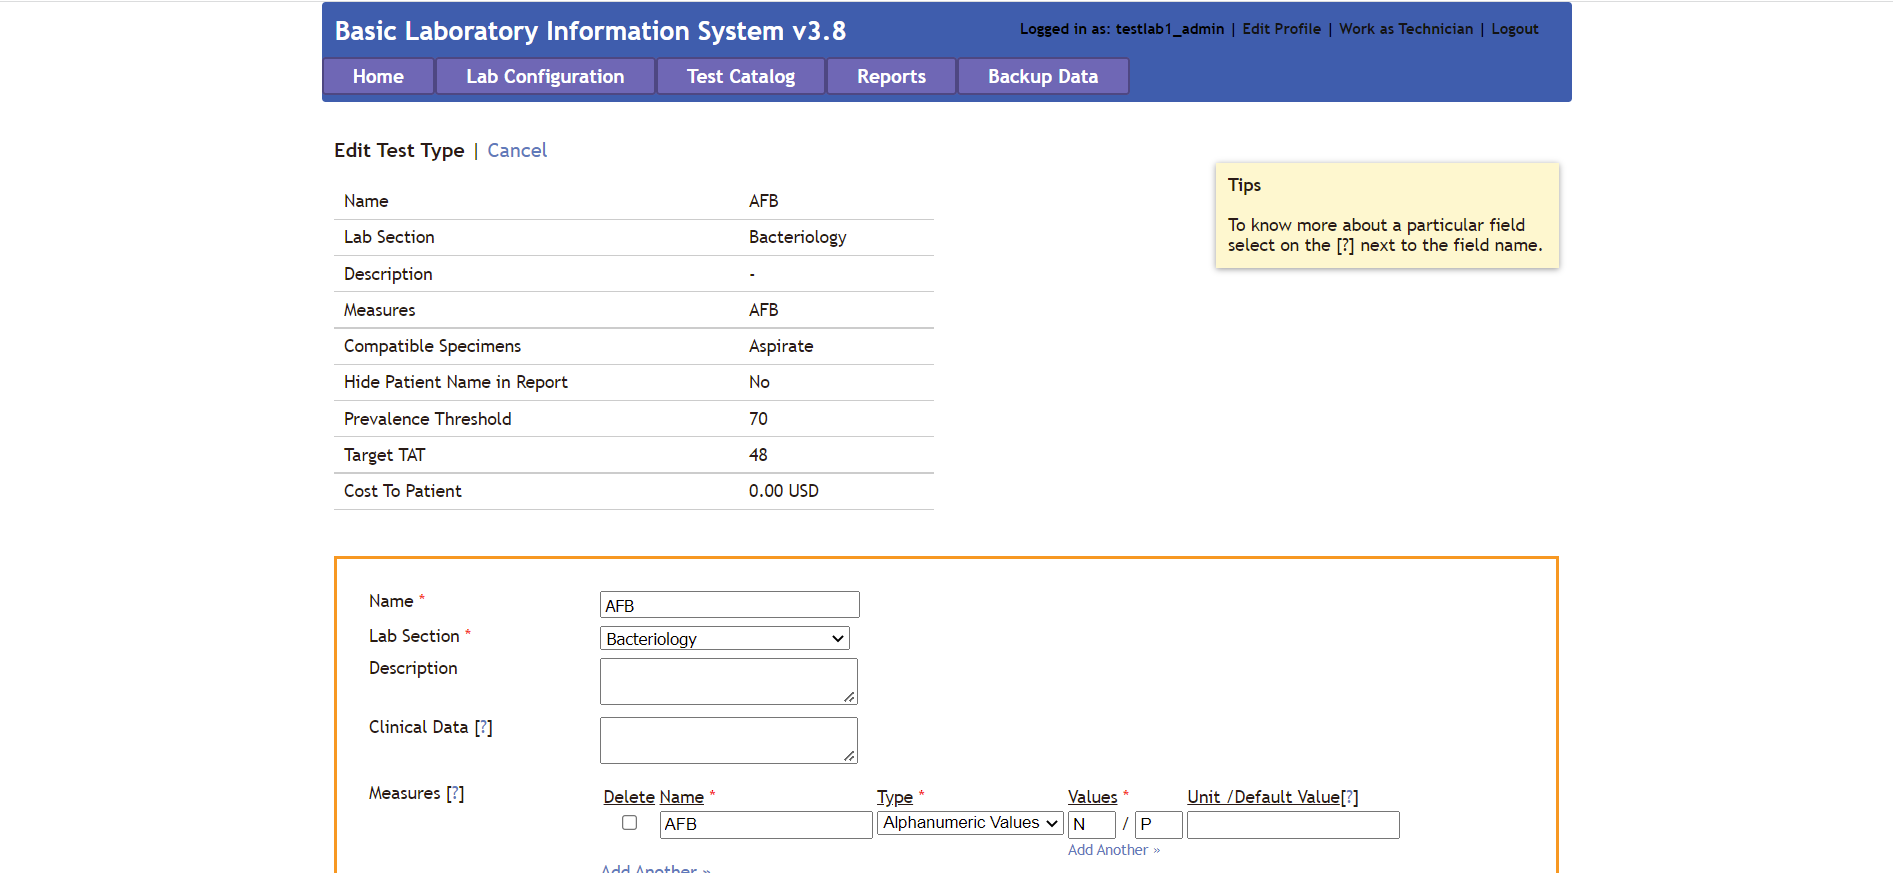 Basic Laboratory Information System v3.8
Logged in as: testlab1_admin | Edit Profile | Work as Technician | Logout
Home Lab Configuration Test Catalog Reports Backup Data
Edit Test Type | Cancel
Name AFB
Lab Section Bacteriology
Description -
Measures AFB
Compatible Specimens Aspirate
Hide Patient Name in Report No
Prevalence Threshold 70
Target TAT 48
Cost To Patient 0.00 USD
Tips
To know more about a particular field
select on the [?] next to the field name.
Name * AFB
Lab Section * Bacteriology
Description
Clinical Data [?]
Measures [?]
Delete Name * Type * Values * Unit /Default Value[?]
AFB Alphanumeric Values N / P
Add Another »
Add Another »